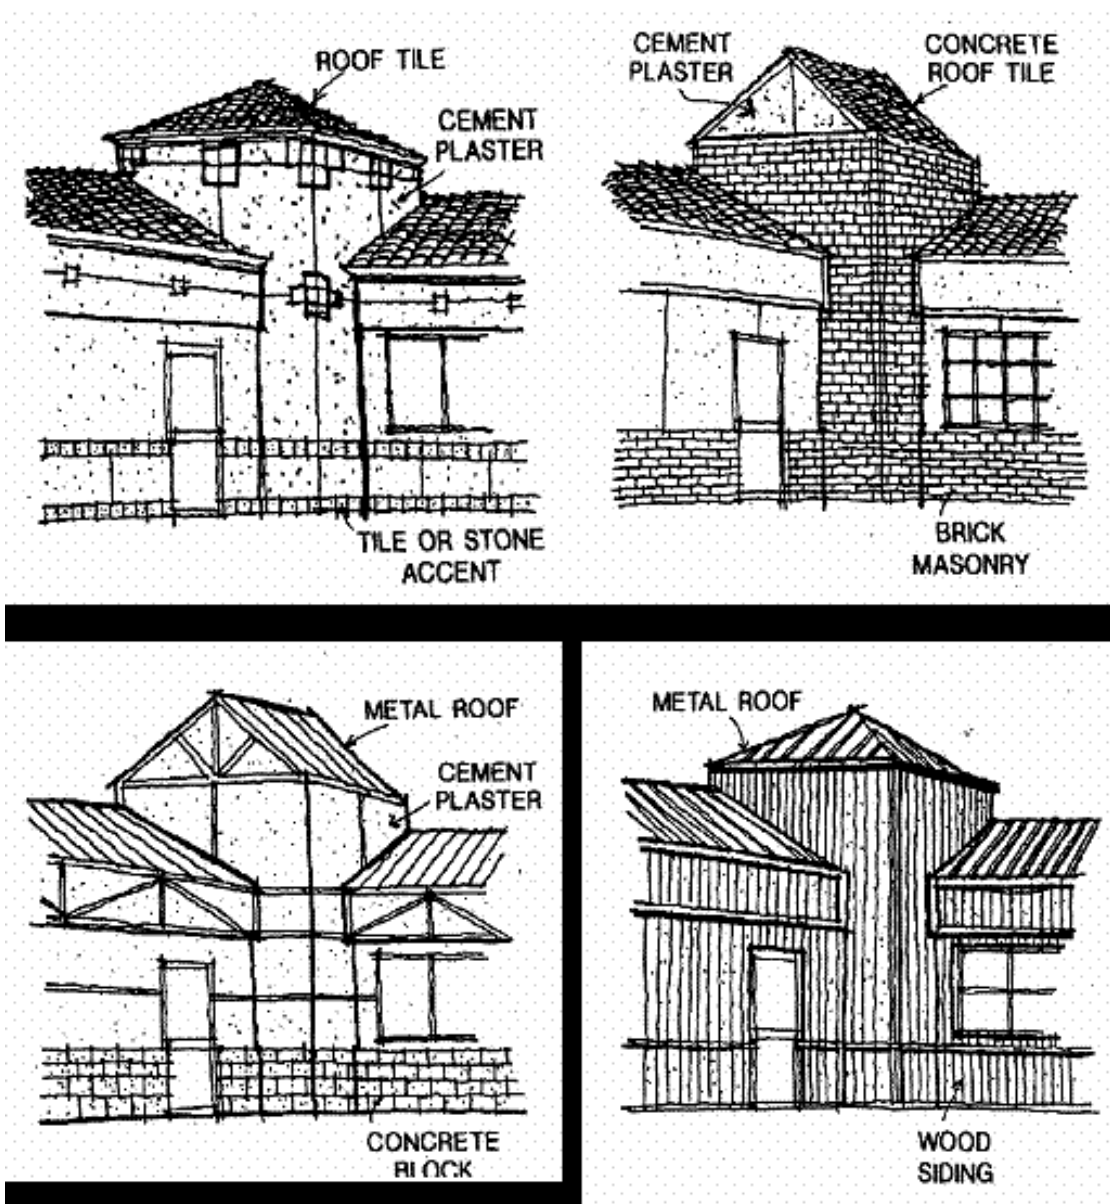 ROOF TILE
CEMENT
PLASTER
TILE OR STONE
ACCENT
CEMENT
PLASTER
CONCRETE
ROOF TILE
BRICK
MASONRY
METAL ROOF
CEMENT
PLASTER
CONCRETE
BLOCK
METAL ROOF
WOOD
SIDING